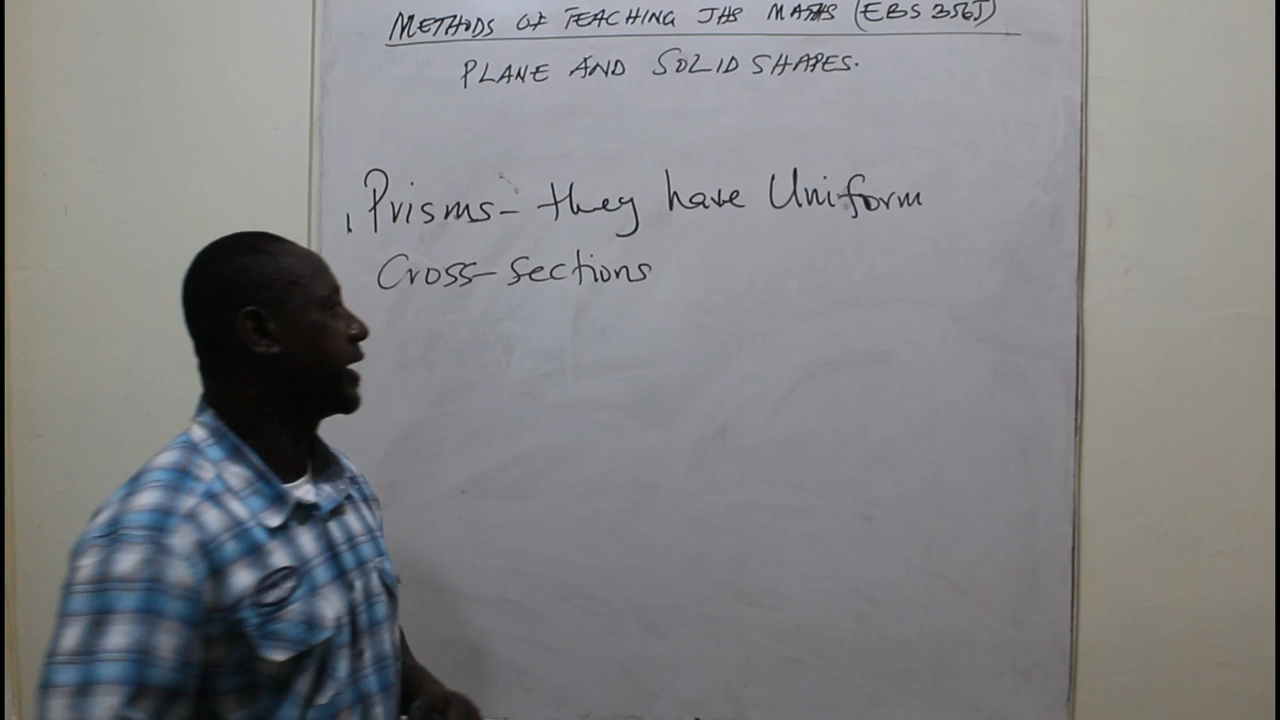 METHODS OF TEACHING JHS MATHS (EBS 356J)
PLANE AND SOLID SHAPES.
1 Prisms - they have Uniform
Cross-sections